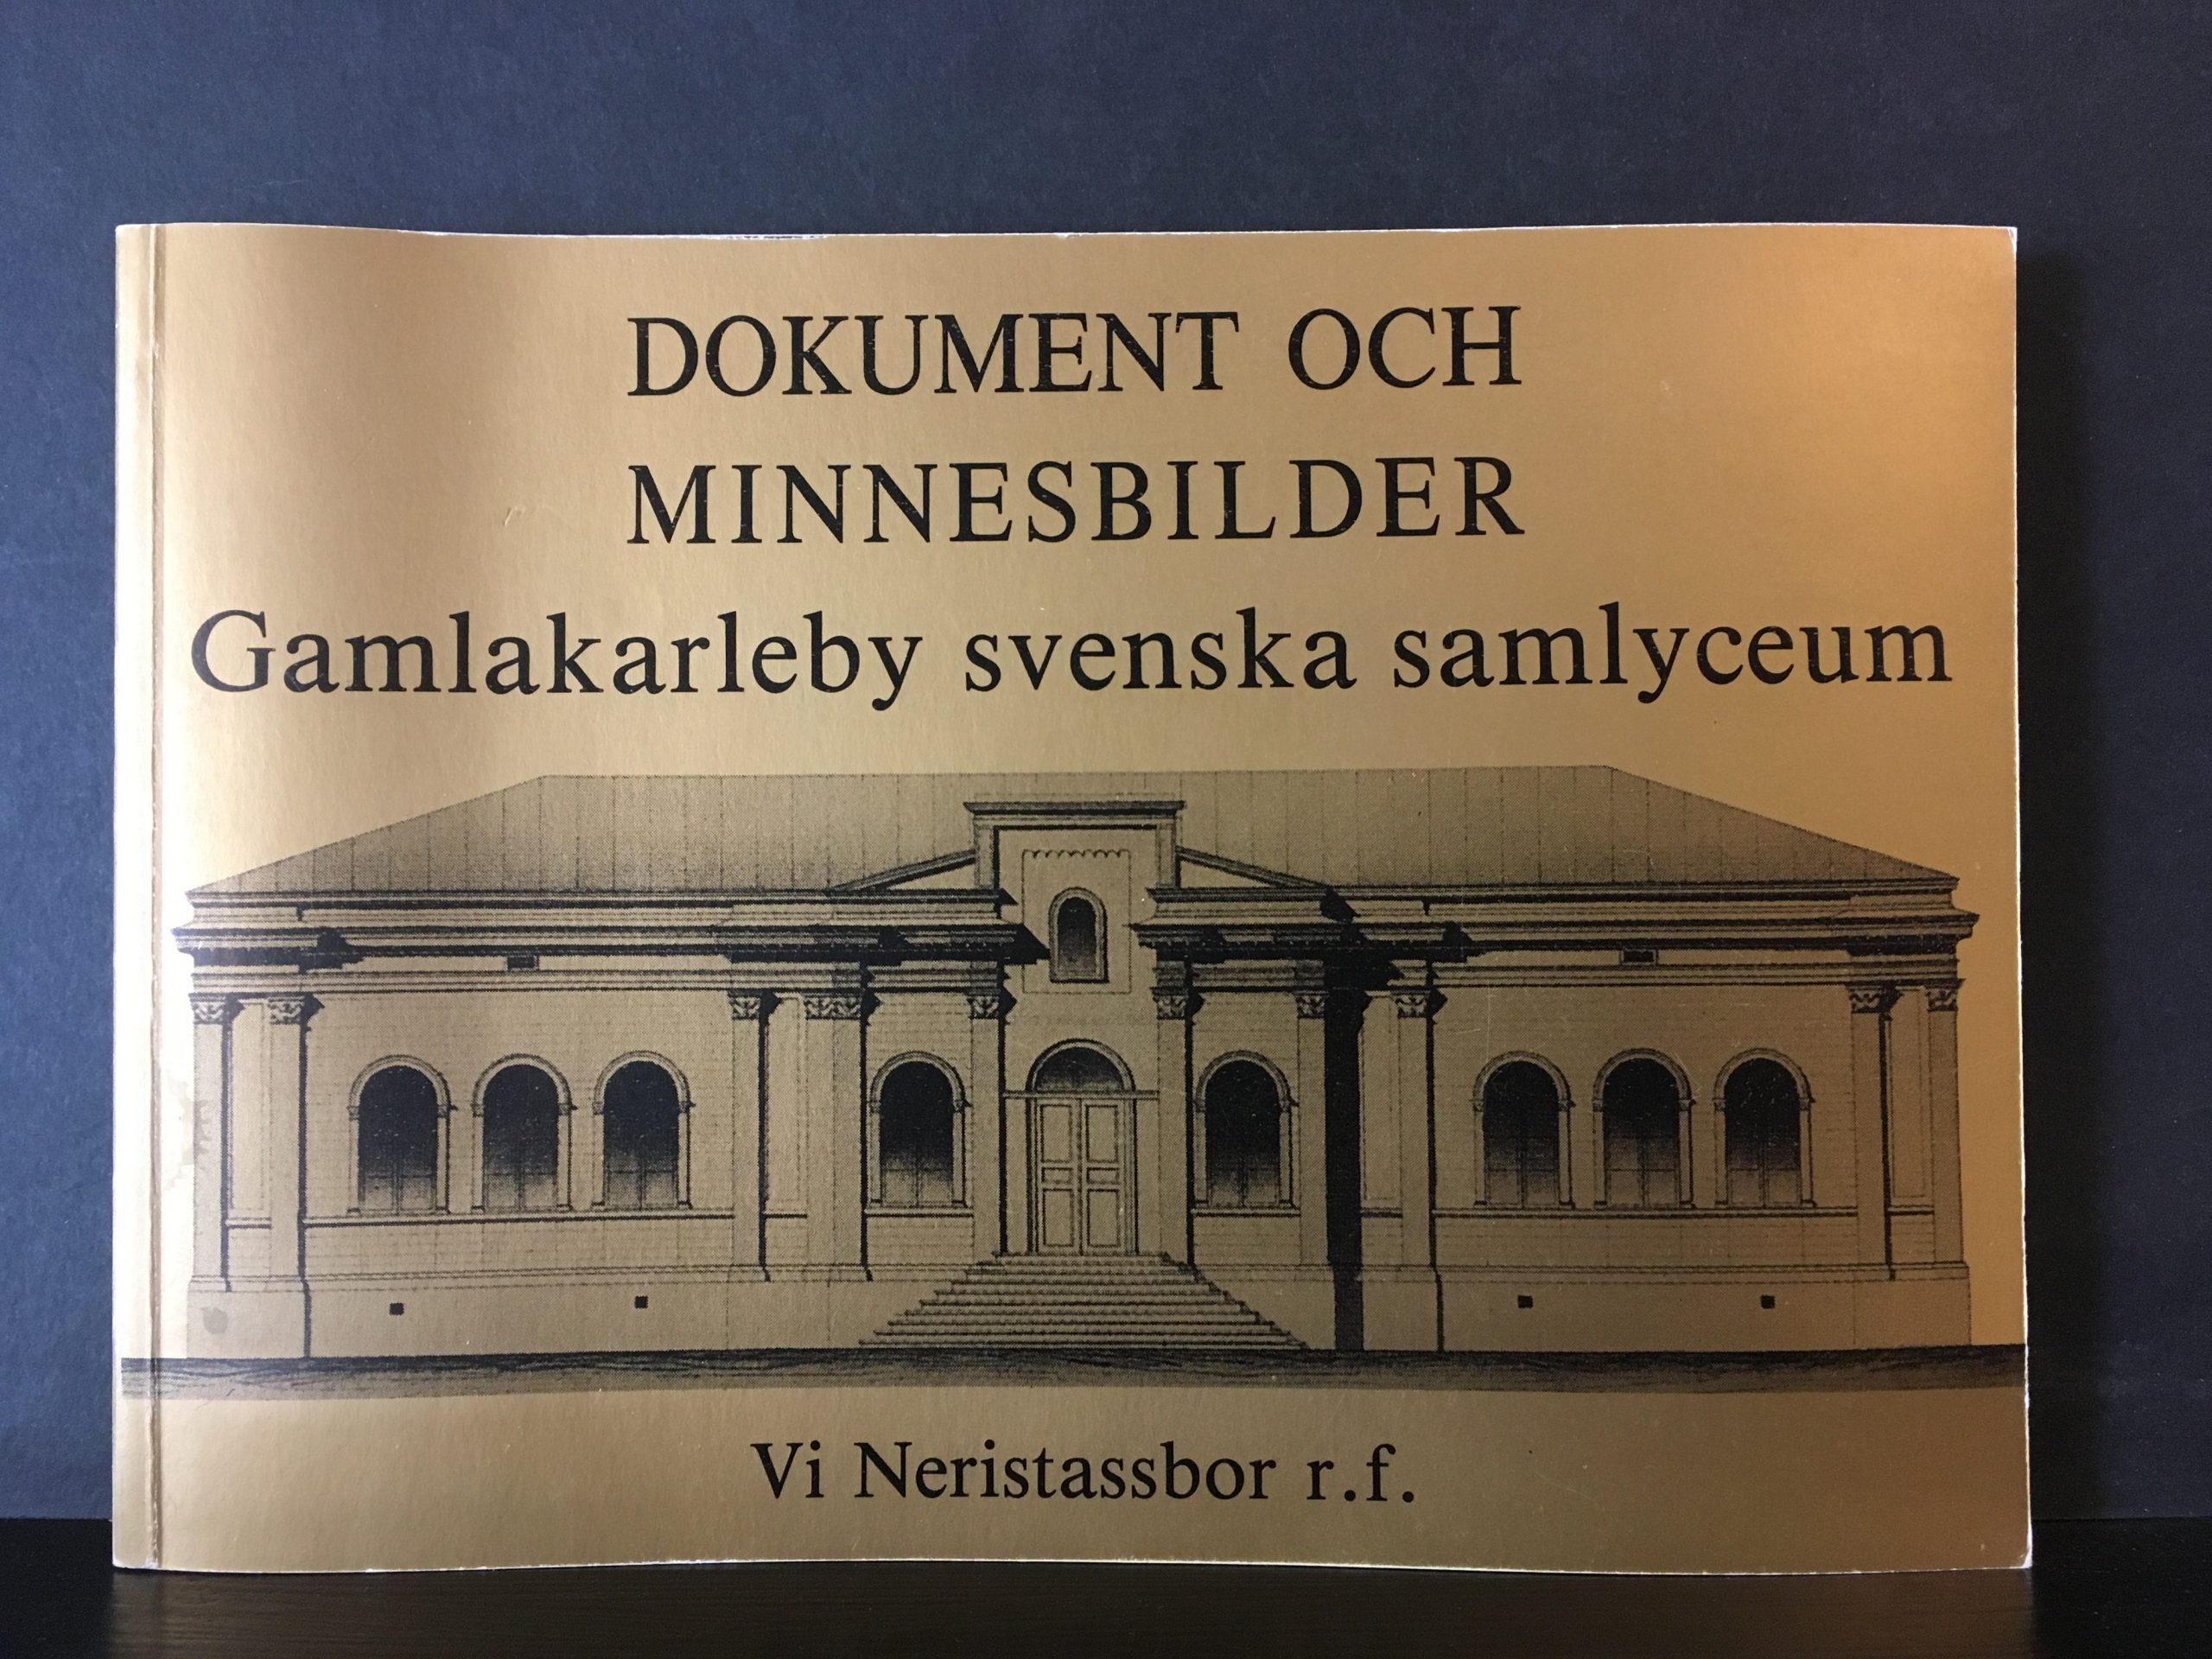 DOKUMENT OCH
MINNESBILDER
Gamlakarleby svenska samlyceum
Vi Neristassbor r.f.